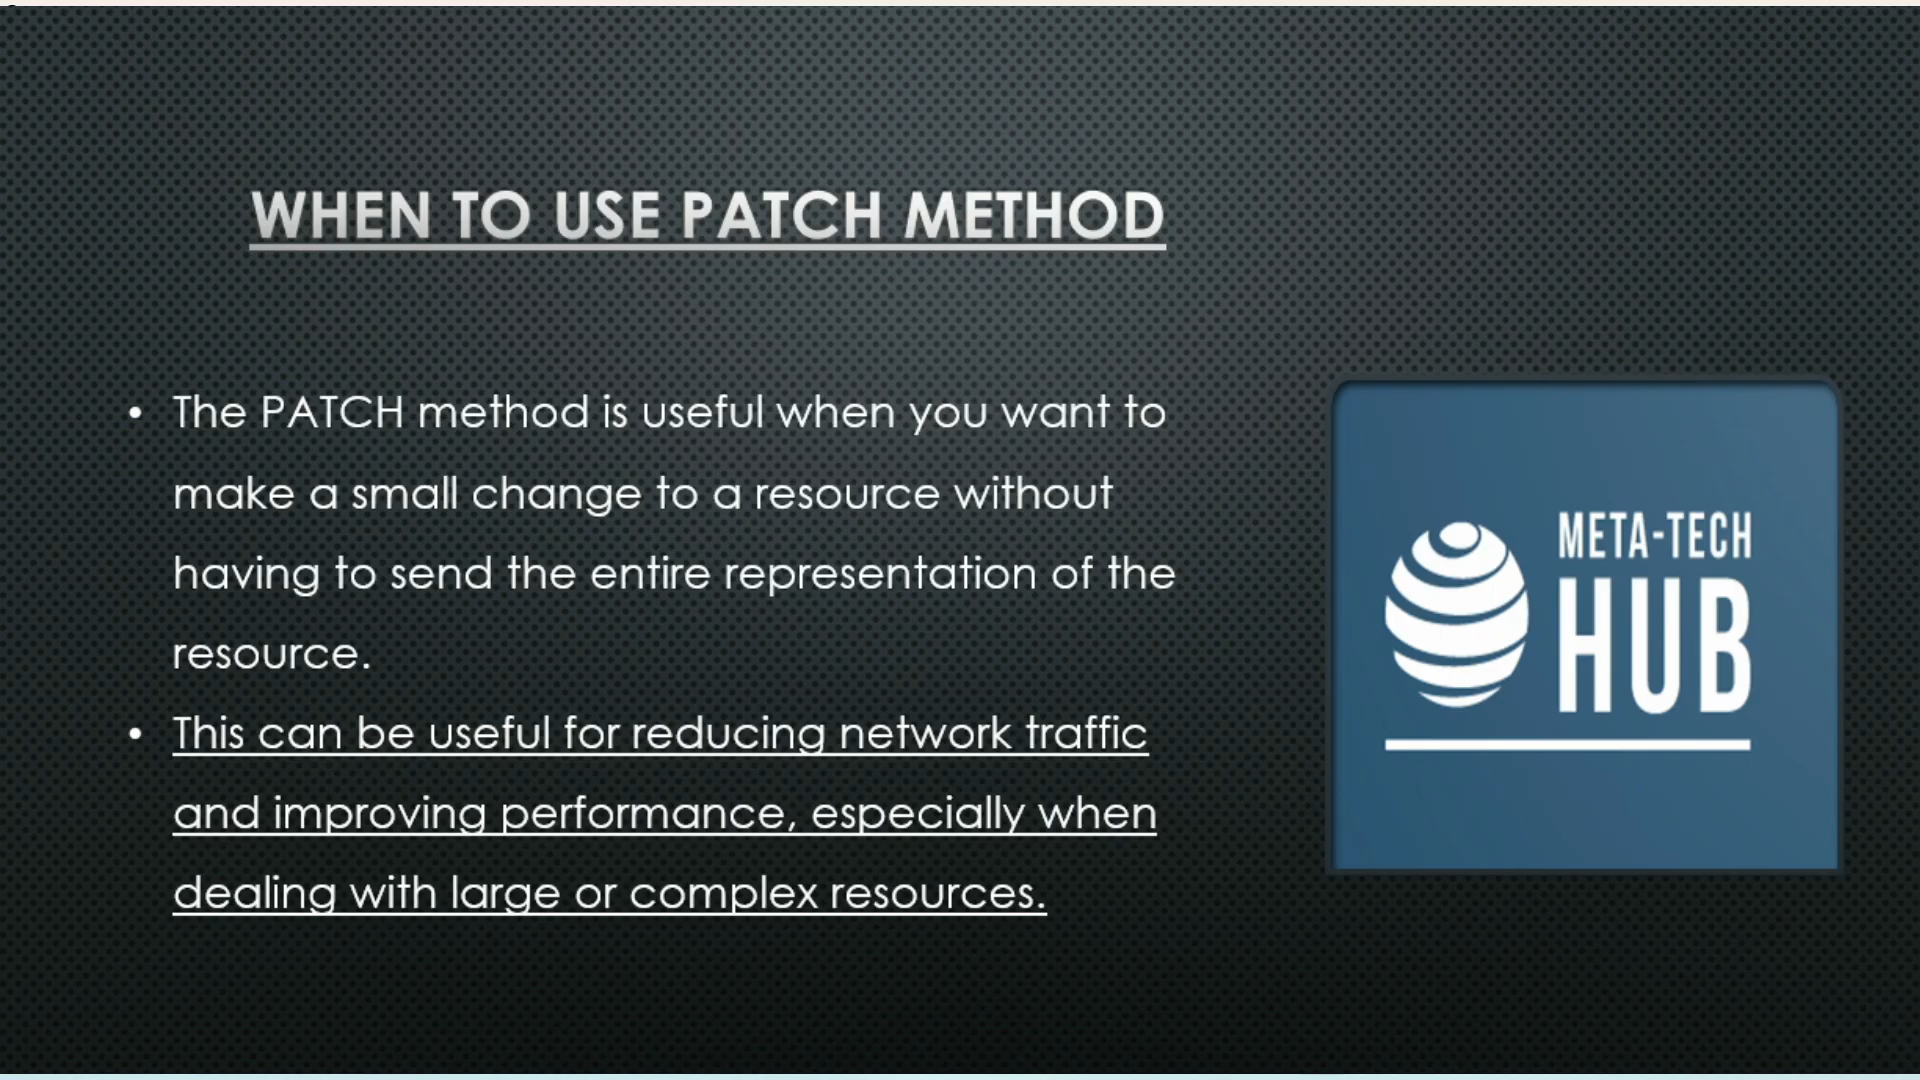 WHEN TO USE PATCH METHOD
• The PATCH method is useful when you want to
make a small change to a resource without
having to send the entire representation of the
resource.
• This can be useful for reducing network traffic
and improving performance, especially when
dealing with large or complex resources.
META-TECH
HUB